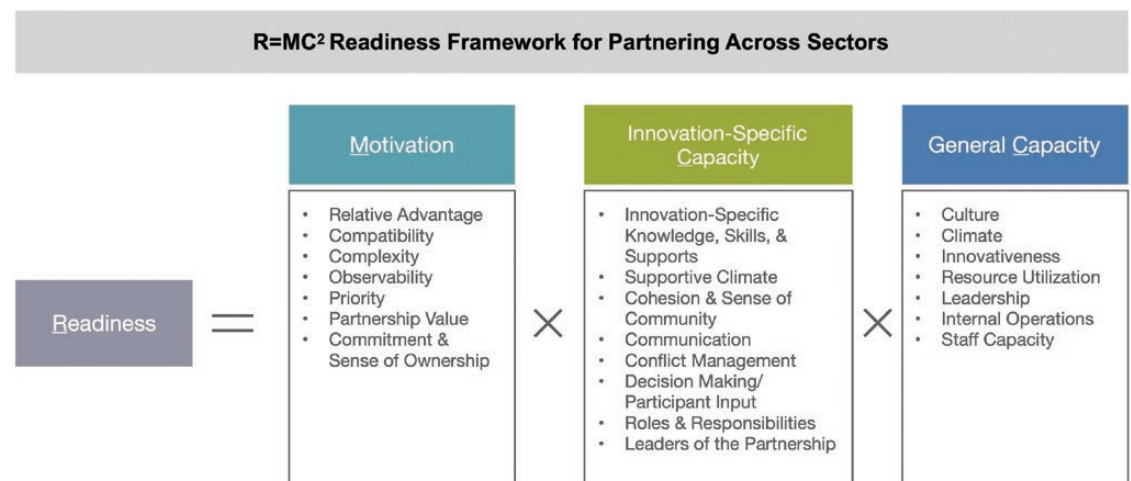 R=MC² Readiness Framework for Partnering Across Sectors
Readiness
=
Motivation
• Relative Advantage
• Compatibility
• Complexity
• Observability
• Priority
• Partnership Value
• Commitment &
Sense of Ownership
×
Innovation-Specific
Capacity
• Innovation-Specific
Knowledge, Skills, &
Supports
• Supportive Climate
• Cohesion & Sense of
Community
• Communication
• Conflict Management
• Decision Making/
Participant Input
• Roles & Responsibilities
• Leaders of the Partnership
×
General Capacity
• Culture
• Climate
• Innovativeness
• Resource Utilization
• Leadership
• Internal Operations
• Staff Capacity